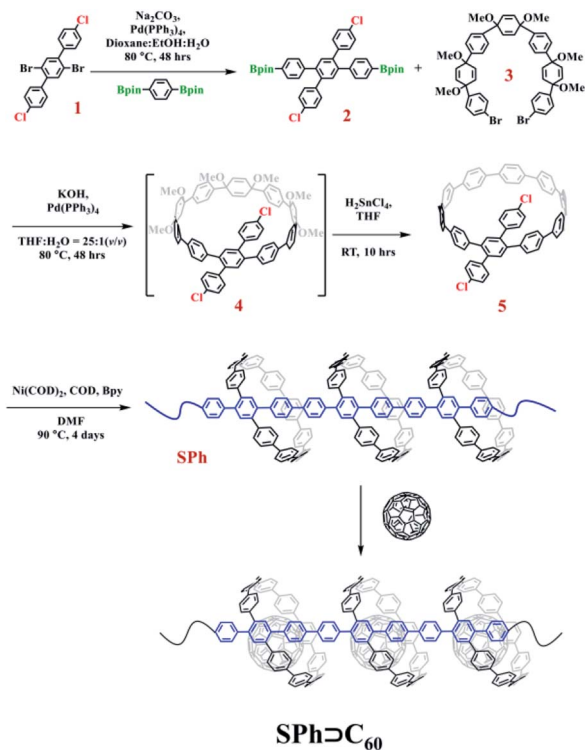 Cl
Br
Br
Cl
1
Na2CO3,
Pd(PPh3)4,
Dioxane:EtOH:H2O
80 °C, 48 hrs
Bpin
Bpin
Cl
Bpin
Bpin
Cl
2
+
MeO
OMe
MeO
OMe
OMe
OMe
Br
Br
3
KOH,
Pd(PPh3)4
THF:H2O = 25:1(v/v)
80 °C, 48 hrs
MeO
OMe
MeO
OMe
MeO
OMe
Cl
Cl
4
H2SnCl4,
THF
RT, 10 hrs
Cl
Cl
5
Ni(COD)2, COD, Bpy
DMF
90 °C, 4 days
SPh
SPh⊃C60